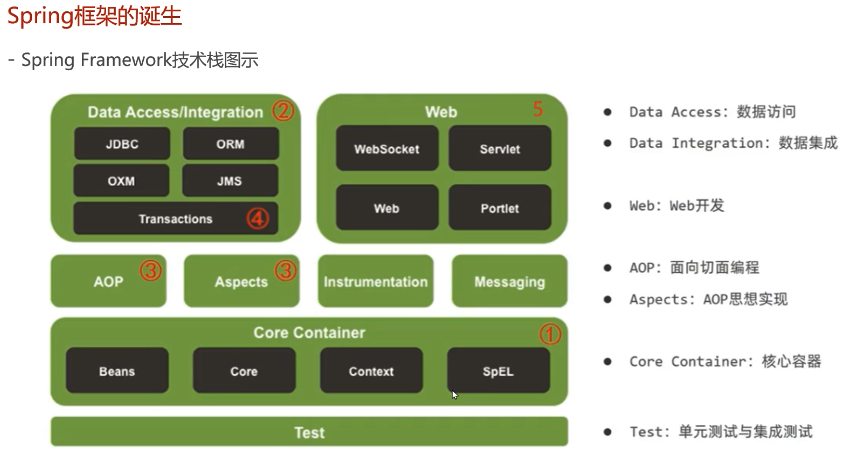 Spring框架的诞生
- Spring Framework技术栈图示
Data Access/Integration ②
JDBC ORM
OXM JMS
Transactions ④
Web 5
WebSocket Servlet
Web Portlet
AOP ③ Aspects ③ Instrumentation Messaging
Core Container ①
Beans Core Context SpEL
Test
● Data Access：数据访问
● Data Integration：数据集成
● Web：Web开发
● AOP：面向切面编程
● Aspects：AOP思想实现
● Core Container：核心容器
● Test：单元测试与集成测试